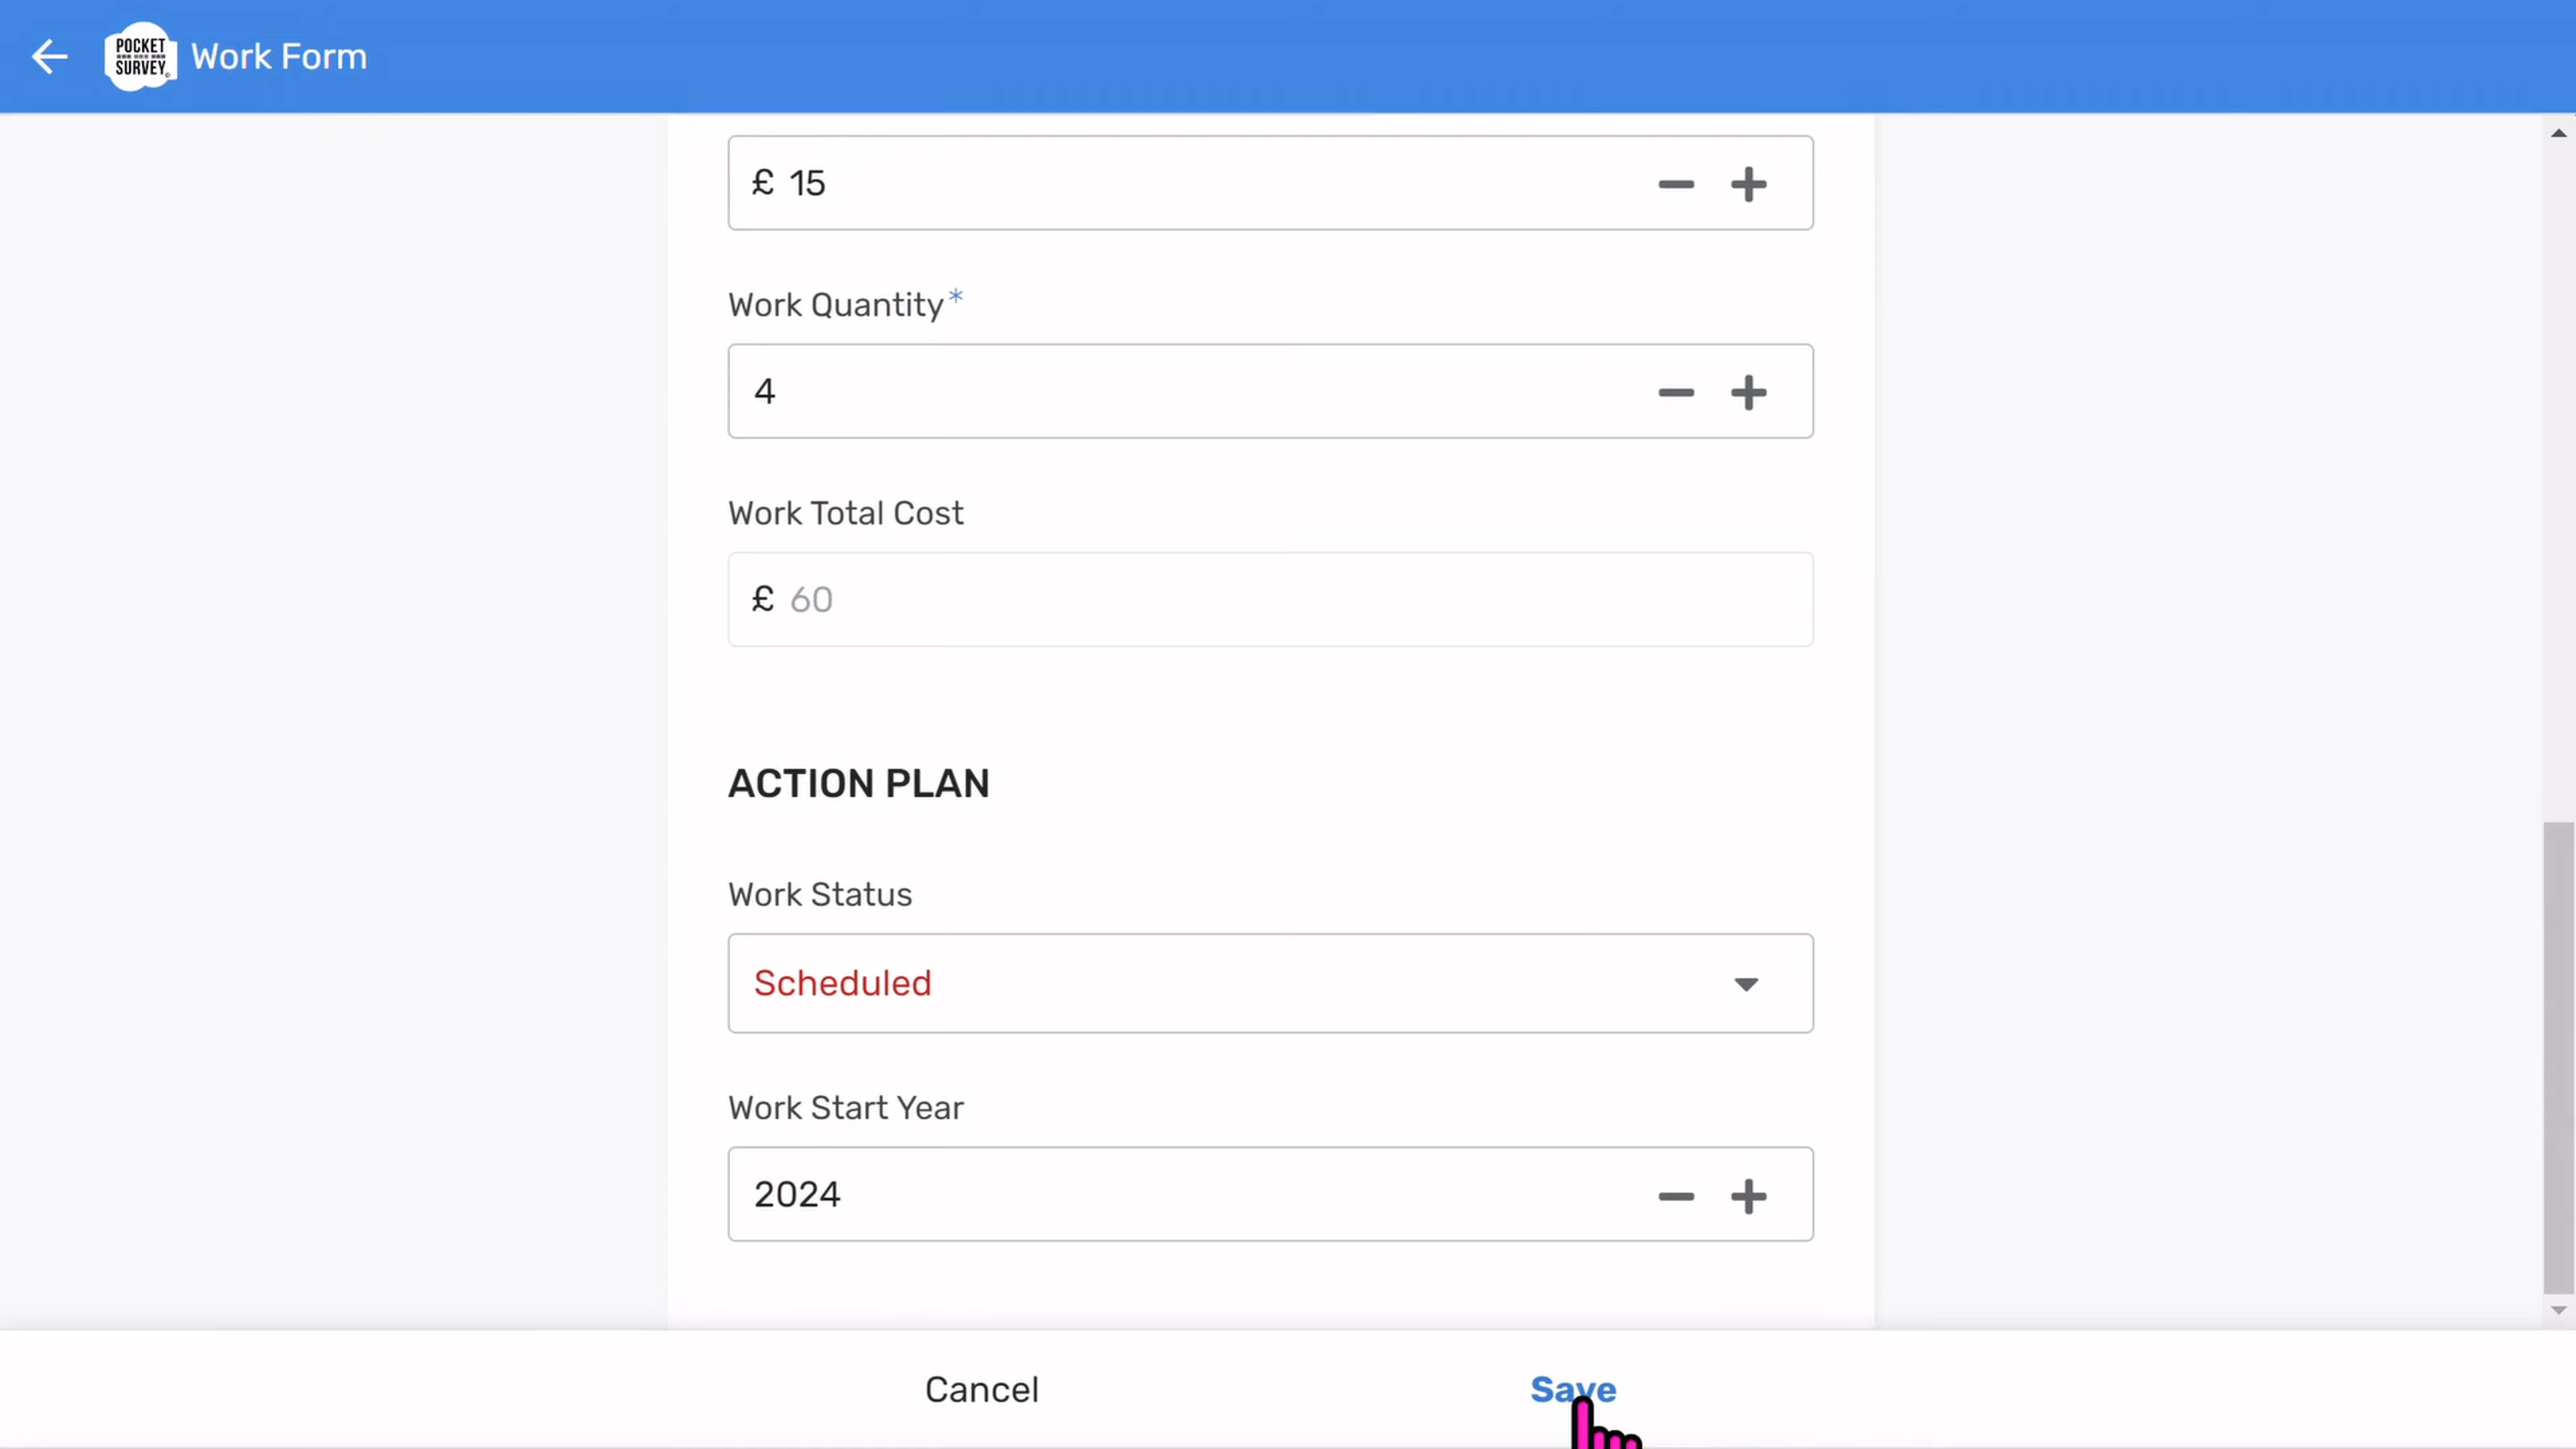 POCKET
SURVEY
Work Form
£ 15
Work Quantity*
4
Work Total Cost
£ 60
ACTION PLAN
Work Status
Scheduled
Work Start Year
2024
Cancel
Save